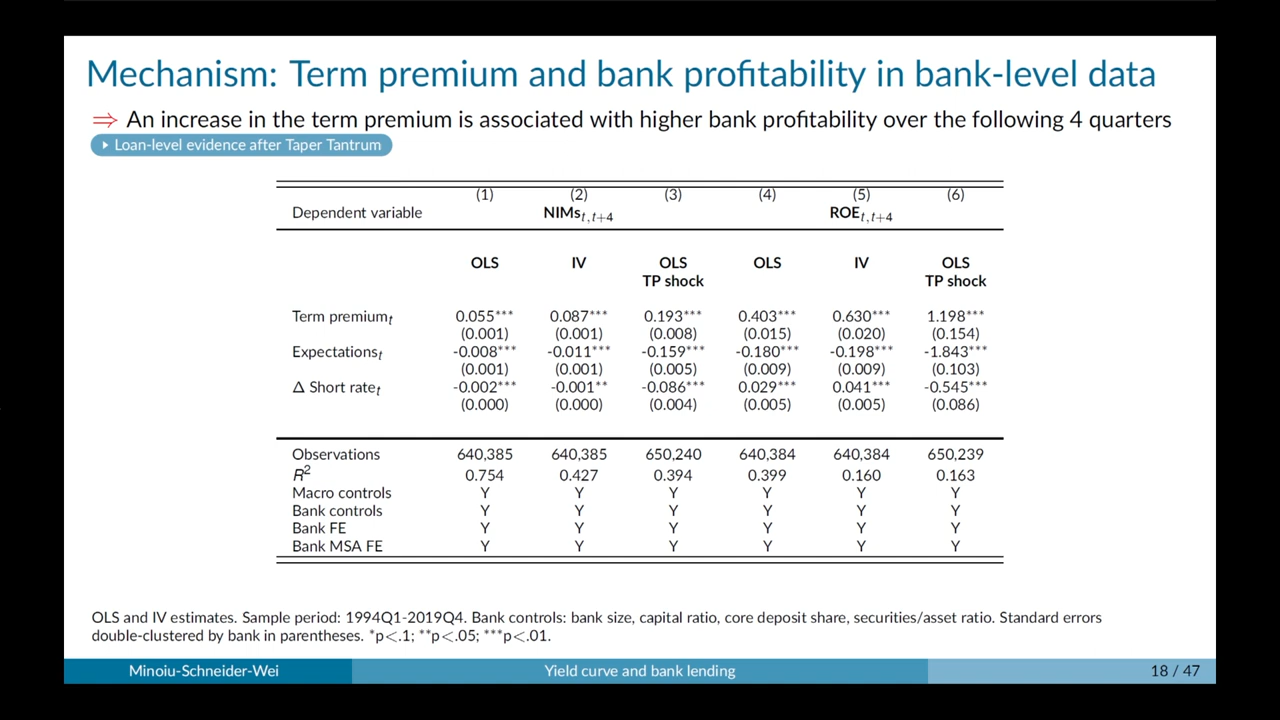 Mechanism: Term premium and bank profitability in bank-level data
⇒ An increase in the term premium is associated with higher bank profitability over the following 4 quarters
Loan-level evidence after Taper Tantrum
(1) (2) (3) (4) (5) (6)
Dependent variable NIMs_{t,t+4} ROE_{t,t+4}
OLS IV OLS OLS IV OLS
TP shock TP shock
Term premium_t 0.055*** 0.087*** 0.193*** 0.403*** 0.630*** 1.198***
(0.001) (0.001) (0.008) (0.015) (0.020) (0.154)
Expectations_t -0.008*** -0.011*** -0.159*** -0.180*** -0.198*** -1.843***
(0.001) (0.001) (0.005) (0.009) (0.009) (0.103)
Δ Short rate_t -0.002*** -0.001** -0.086*** 0.029*** 0.041*** -0.545***
(0.000) (0.000) (0.004) (0.005) (0.005) (0.086)
Observations 640,385 640,385 650,240 640,384 640,384 650,239
R² 0.754 0.427 0.394 0.399 0.160 0.163
Macro controls Y Y Y Y Y Y
Bank controls Y Y Y Y Y Y
Bank FE Y Y Y Y Y Y
Bank MSA FE Y Y Y Y Y Y
OLS and IV estimates. Sample period: 1994Q1-2019Q4. Bank controls: bank size, capital ratio, core deposit share, securities/asset ratio. Standard errors
double-clustered by bank in parentheses. *p<.1; **p<.05; ***p<.01.
Minoiu-Schneider-Wei Yield curve and bank lending 18 / 47